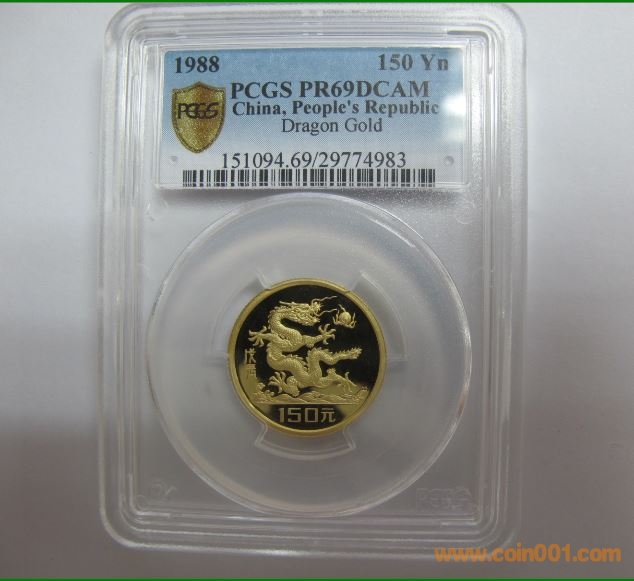 1988 150 Yn
PCGS PR69DCAM
PCGS China, People's Republic
Dragon Gold
151094.69/29774983
戊辰
150元
PCGS
www.coin001.com